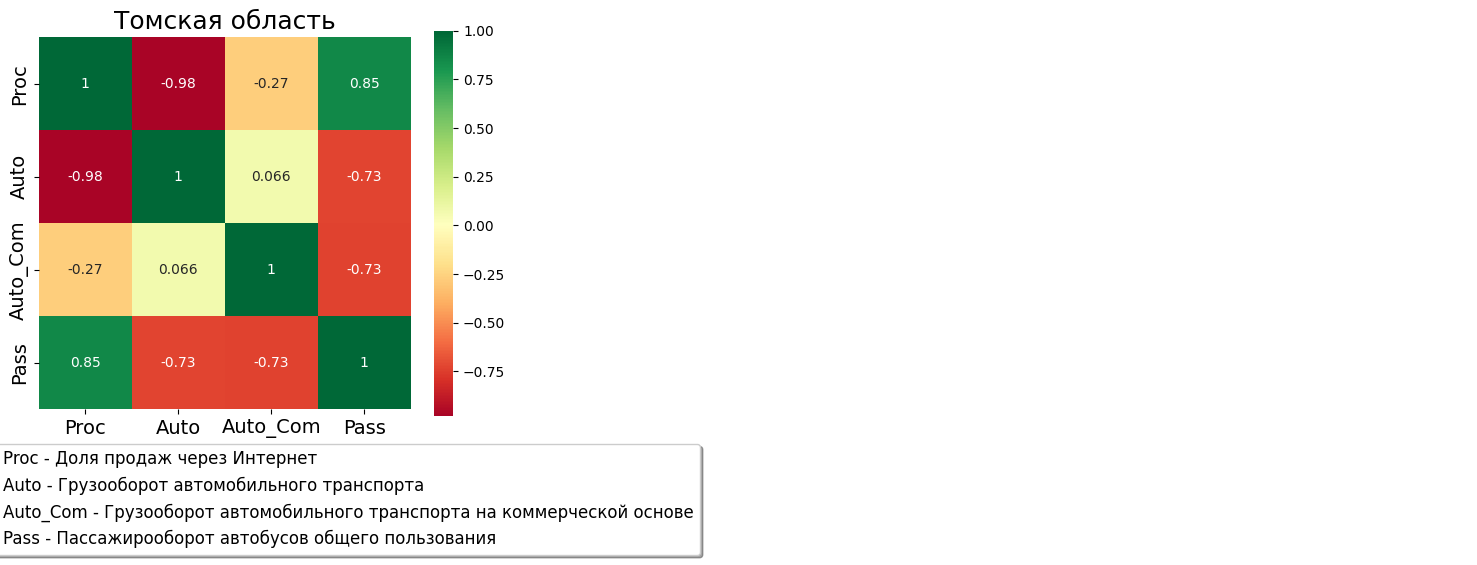 Томская область
Proc 1 -0.98 -0.27 0.85
Auto -0.98 1 0.066 -0.73
Auto_Com -0.27 0.066 1 -0.73
Pass 0.85 -0.73 -0.73 1
Proc Auto Auto_Com Pass
1.00
0.75
0.50
0.25
0.00
−0.25
−0.50
−0.75
Proc - Доля продаж через Интернет
Auto - Грузооборот автомобильного транспорта
Auto_Com - Грузооборот автомобильного транспорта на коммерческой основе
Pass - Пассажирооборот автобусов общего пользования